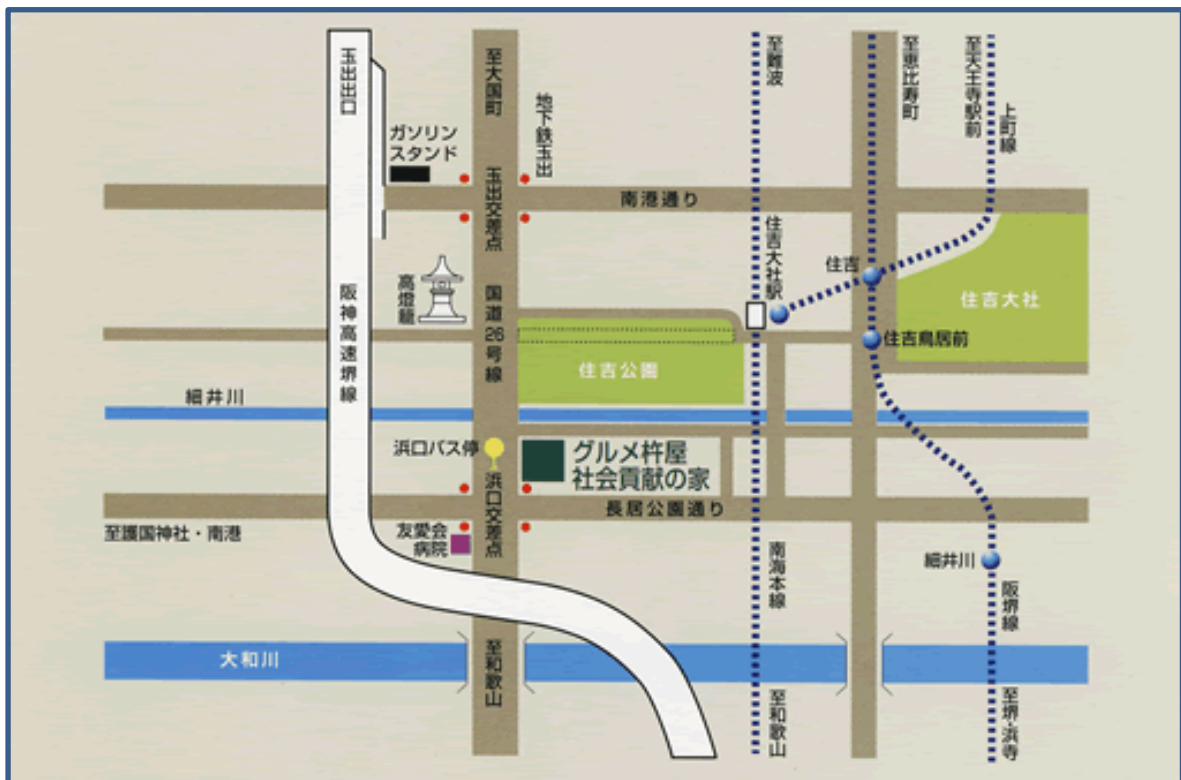 玉出出口
至大国町
地下鉄玉出
至難波
至恵比寿町
至天王寺駅前
上町線
ガソリン
スタンド
玉出交差点
南港通り
住吉大社駅
住吉
住吉大社
高燈籠
国道26号線
阪神高速堺線
住吉鳥居前
住吉公園
細井川
浜口バス停
グルメ杵屋
社会貢献の家
浜口交差点
長居公園通り
至護国神社・南港
友愛会
病院
南海本線
細井川
阪堺線
大和川
至和歌山
至和歌山
至堺・浜寺